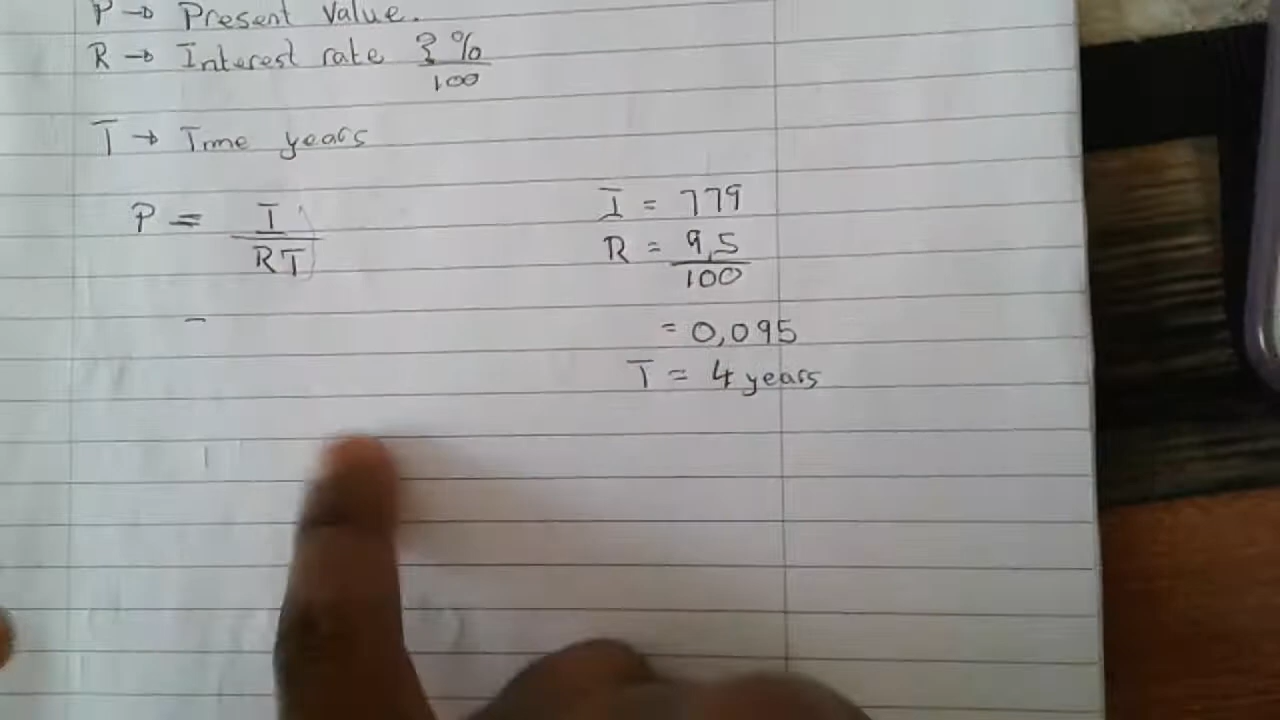 P → Present Value.
R → Interest rate ?%
100
T → Time years
P = I
RT
I = 779
R = 9,5
100
= 0,095
T = 4 years